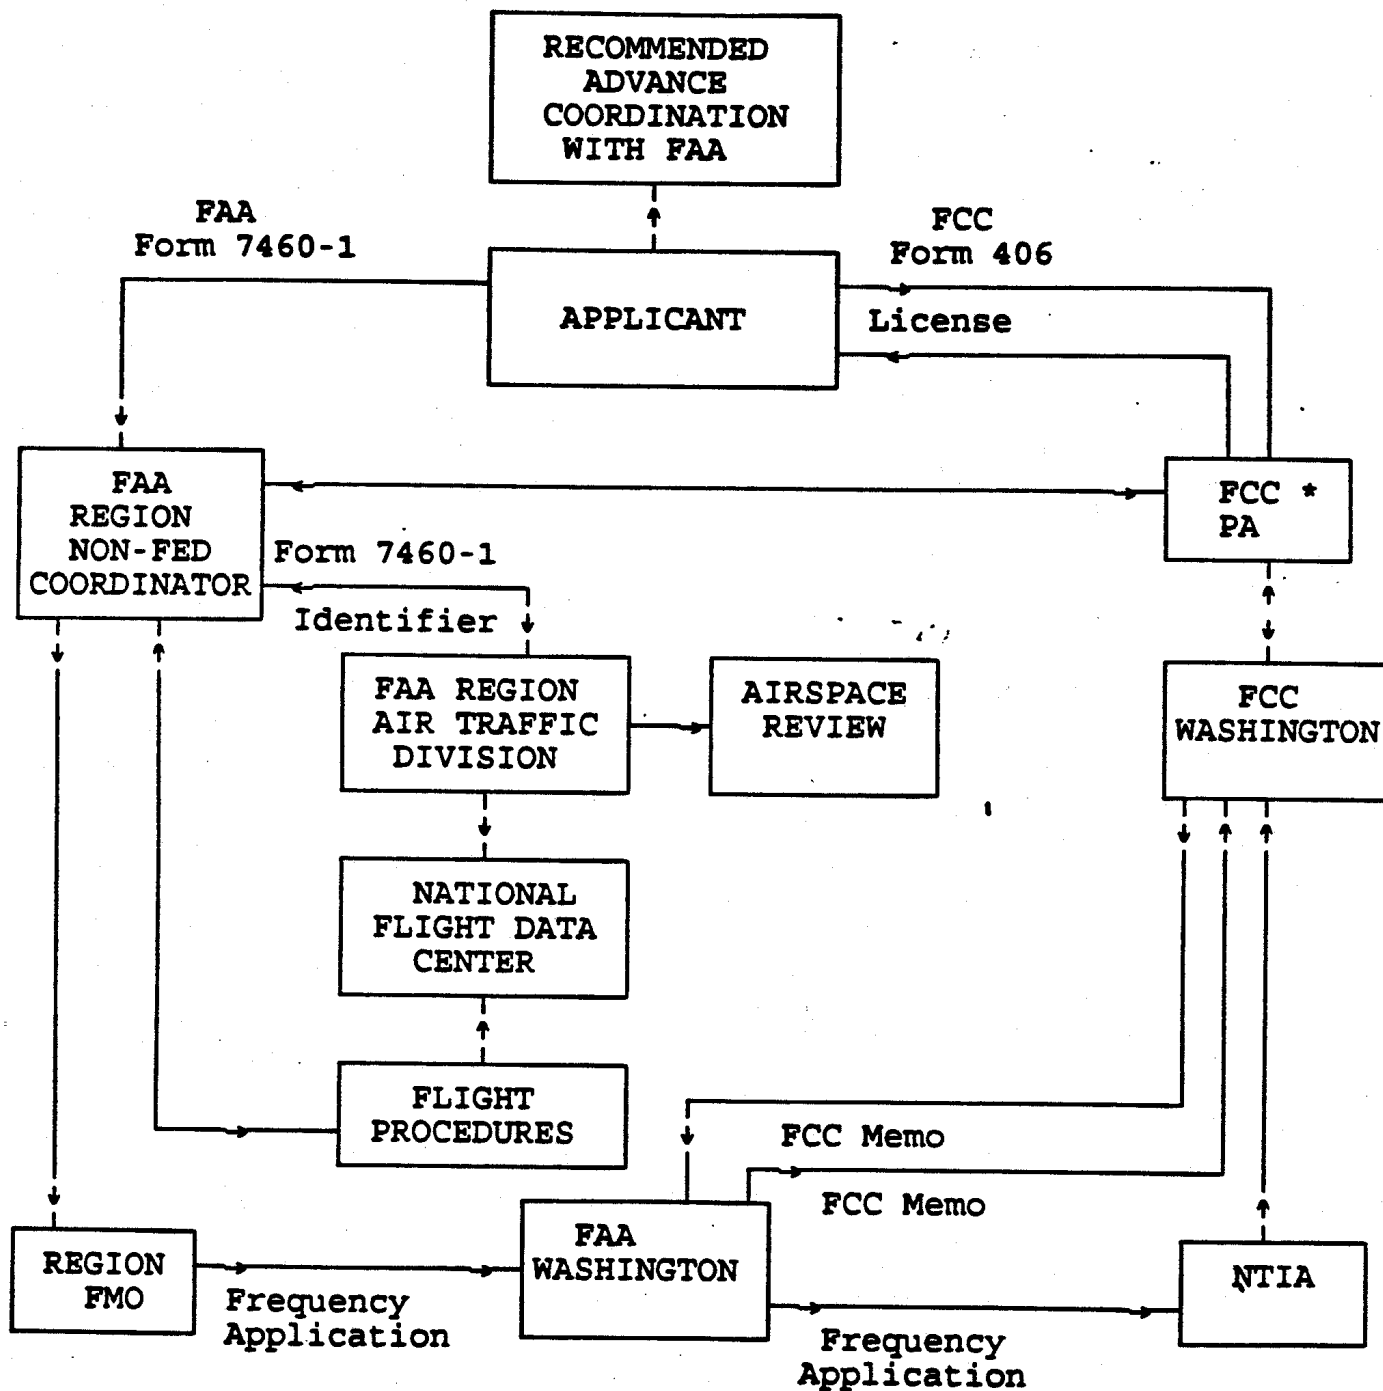 RECOMMENDED
ADVANCE
COORDINATION
WITH FAA
FAA
Form 7460-1
FCC
Form 406
APPLICANT
License
FAA
REGION
NON-FED
COORDINATOR
FCC *
PA
Form 7460-1
Identifier
FAA REGION
AIR TRAFFIC
DIVISION
AIRSPACE
REVIEW
FCC
WASHINGTON
NATIONAL
FLIGHT DATA
CENTER
FLIGHT
PROCEDURES
FCC Memo
FCC Memo
REGION
FMO
Frequency
Application
FAA
WASHINGTON
NTIA
Frequency
Application